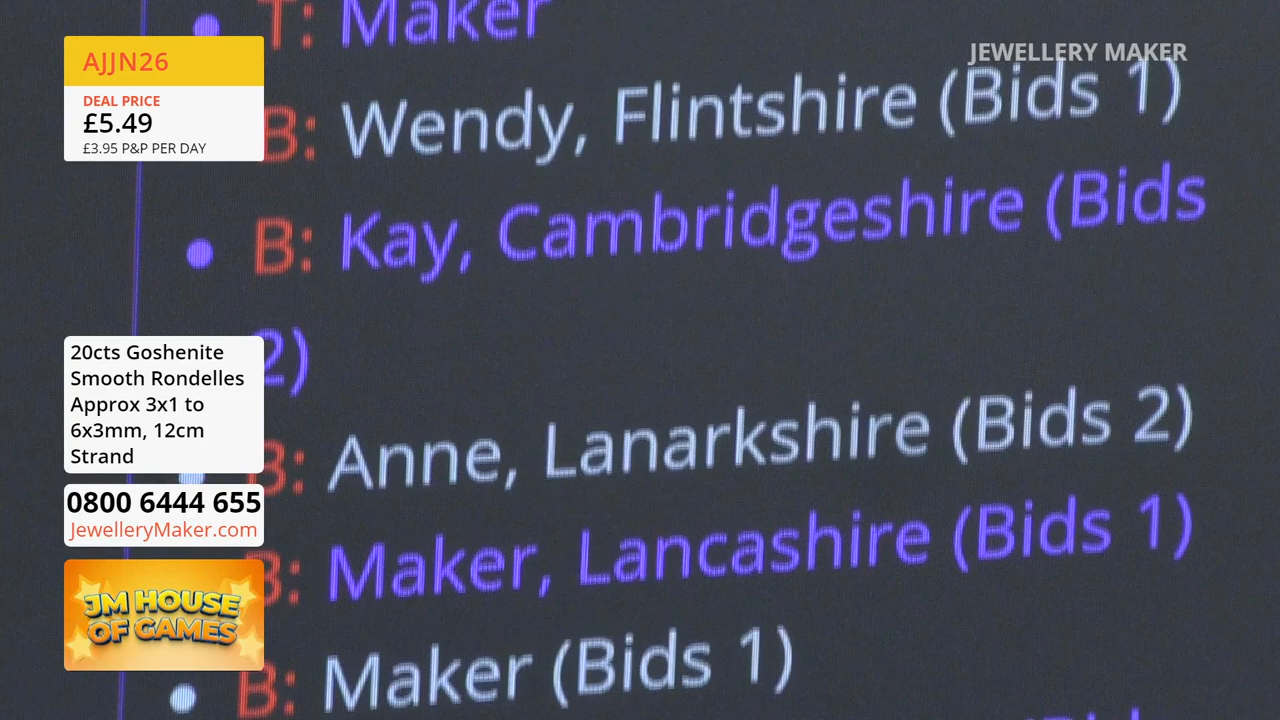 T: Maker
JEWELLERY MAKER
AJJN26
DEAL PRICE
£5.49
£3.95 P&P PER DAY
B: Wendy, Flintshire (Bids 1)
B: Kay, Cambridgeshire (Bids
2)
20cts Goshenite
Smooth Rondelles
Approx 3x1 to
6x3mm, 12cm
Strand
B: Anne, Lanarkshire (Bids 2)
0800 6444 655
JewelleryMaker.com
B: Maker, Lancashire (Bids 1)
JM HOUSE
OF GAMES
B: Maker (Bids 1)